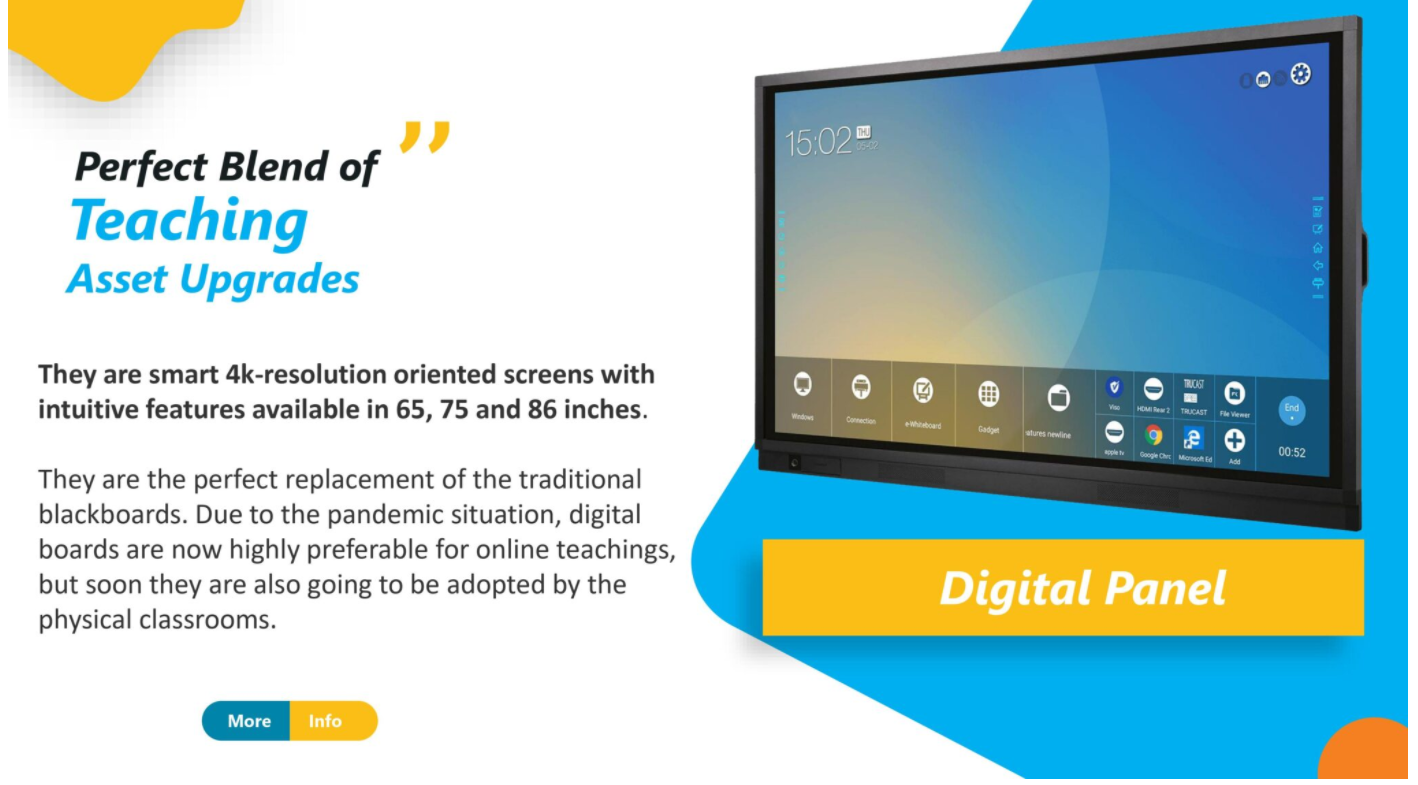 Perfect Blend of ”
Teaching
Asset Upgrades
They are smart 4k-resolution oriented screens with
intuitive features available in 65, 75 and 86 inches.
They are the perfect replacement of the traditional
blackboards. Due to the pandemic situation, digital
boards are now highly preferable for online teachings,
but soon they are also going to be adopted by the
physical classrooms.
More Info
15:02 THU
05-02
Windows
Connection
e-Whiteboard
Gadget
atures newline
Viso
HDMI Rear 2
TRUCAST
TRUCAST
File Viewer
apple tv
Google Chrc
Microsoft Ed
Add
End
00:52
Digital Panel